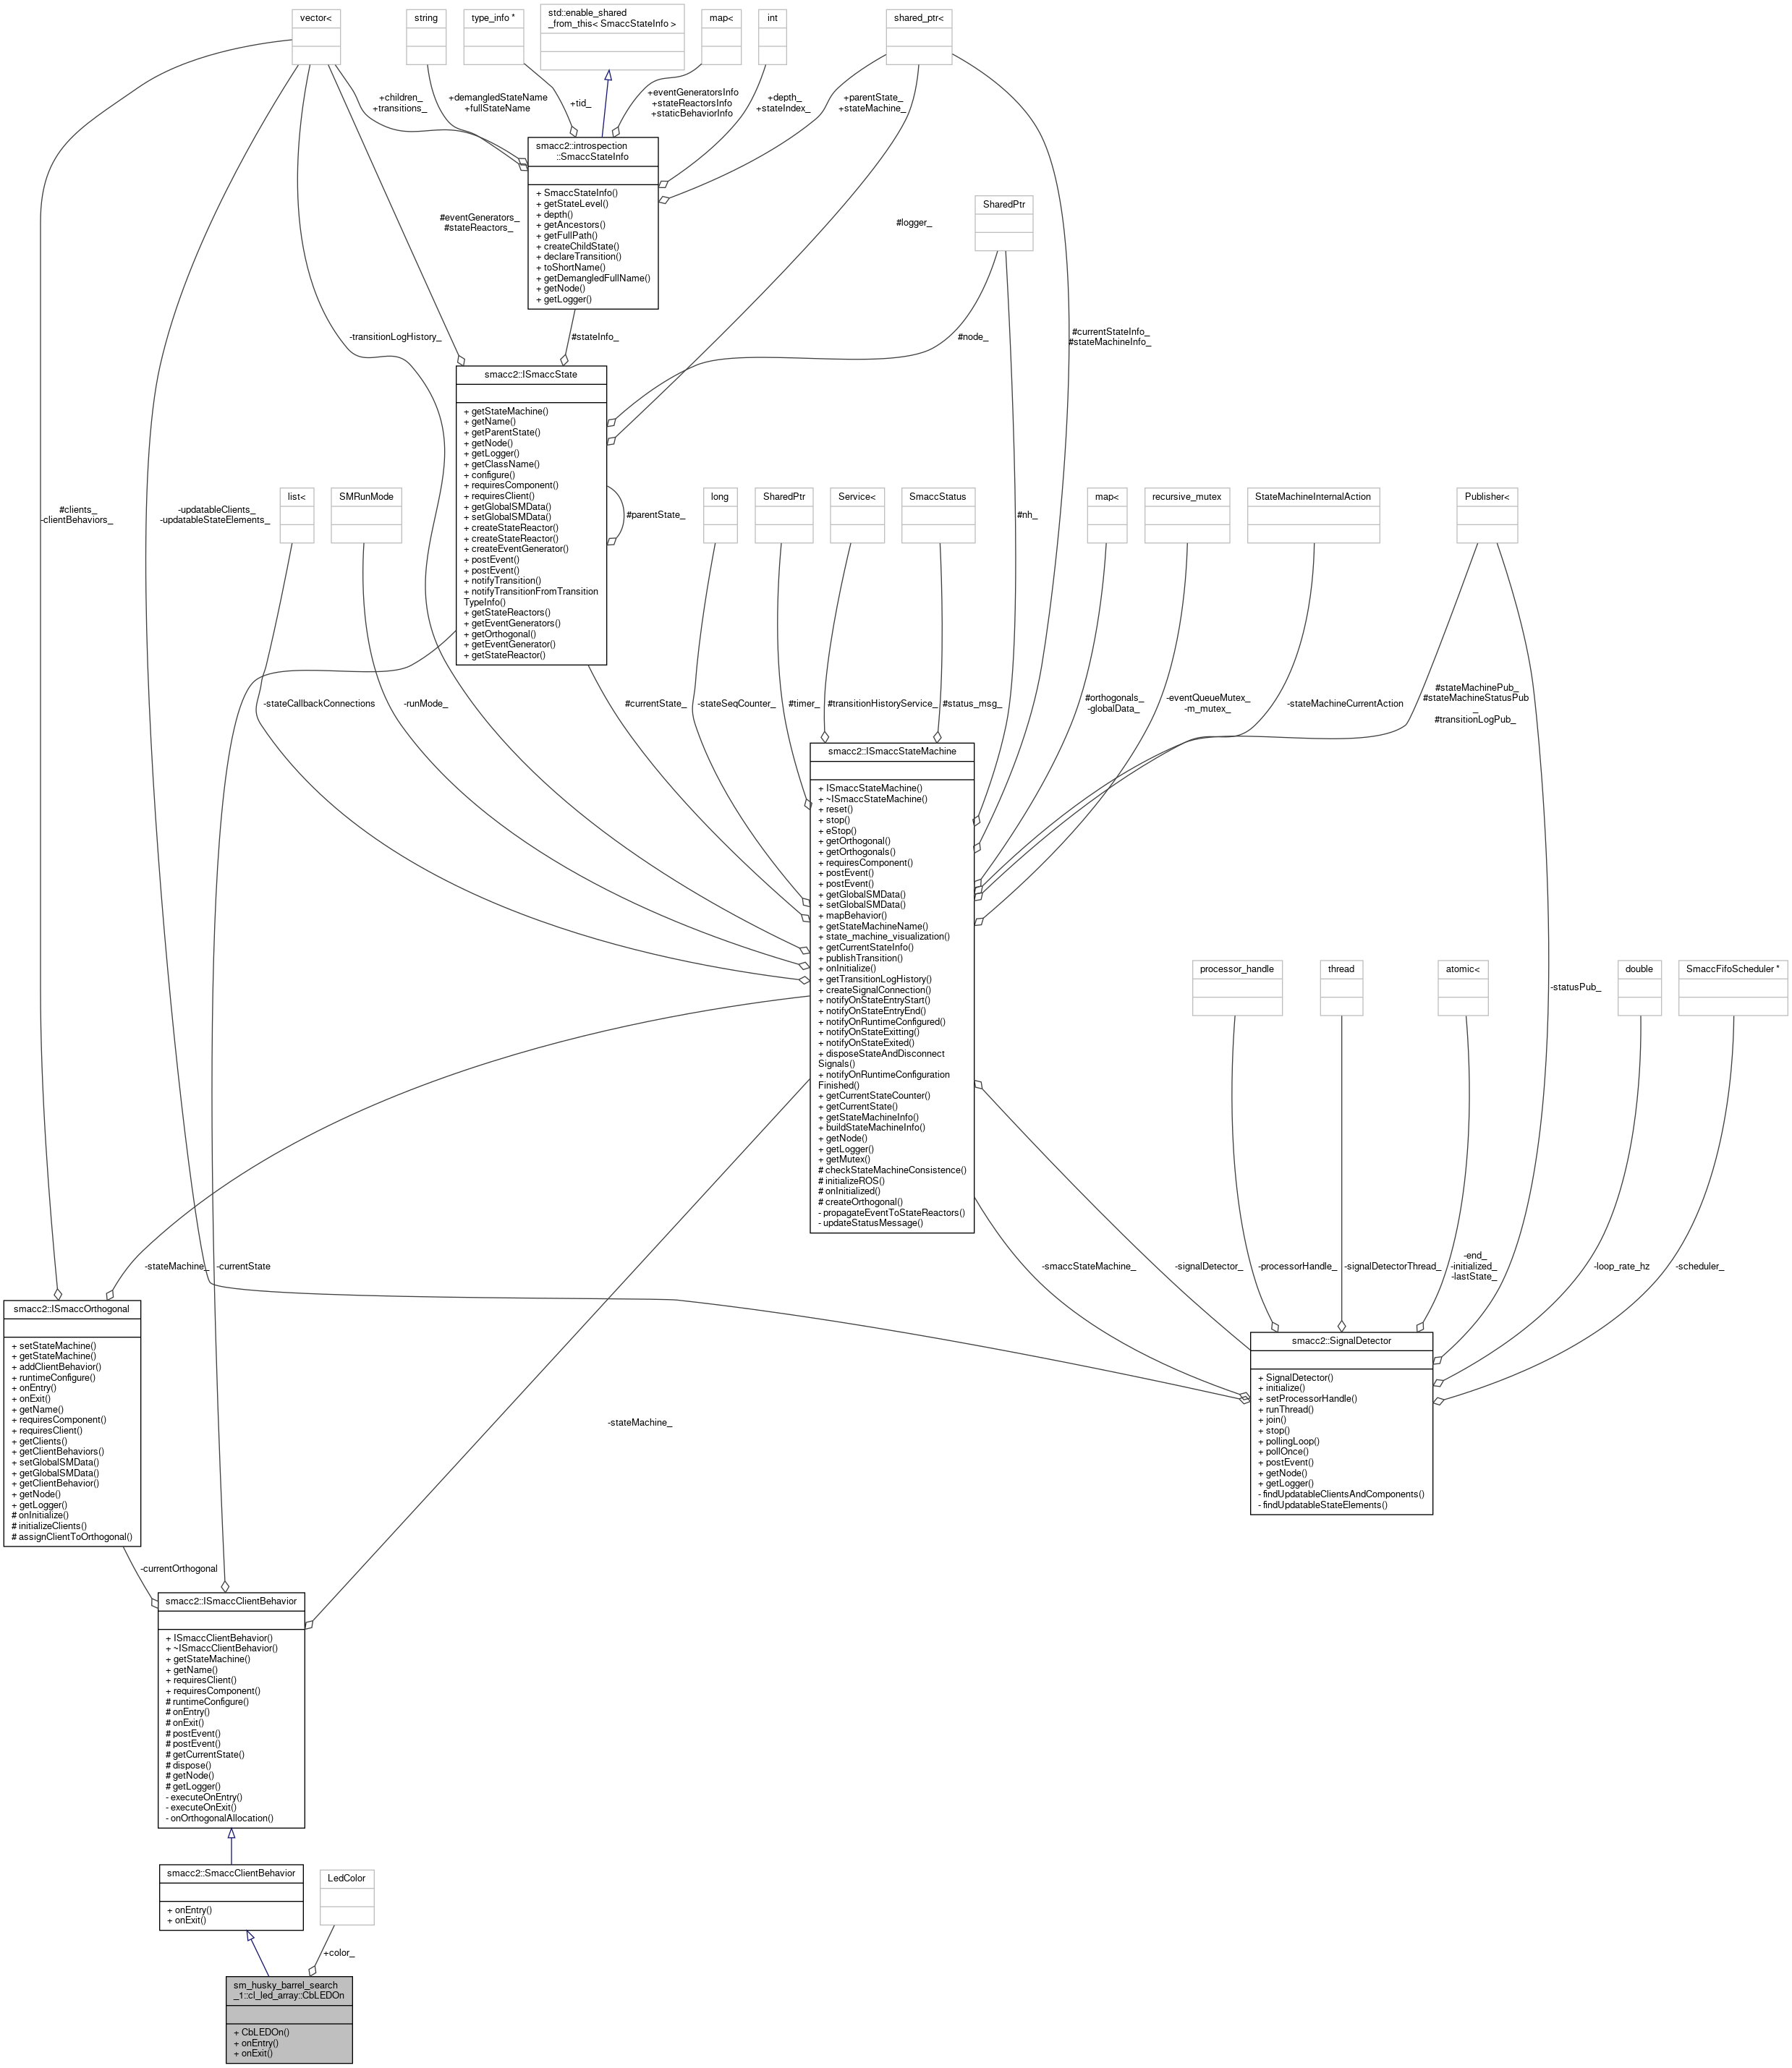 vector<
string
type_info *
std::enable_shared
_from_this< SmaccStateInfo >
map<
int
shared_ptr<
+children_
+transitions_
+demangledStateName
+fullStateName
+tid_
+eventGeneratorsInfo
+stateReactorsInfo
+staticBehaviorInfo
+depth_
+stateIndex_
+parentState_
+stateMachine_
smacc2::introspection
::SmaccStateInfo
+ SmaccStateInfo()
+ getStateLevel()
+ depth()
+ getAncestors()
+ getFullPath()
+ createChildState()
+ declareTransition()
+ toShortName()
+ getDemangledFullName()
+ getNode()
+ getLogger()
SharedPtr
#eventGenerators_
#stateReactors_
#logger_
-transitionLogHistory_
#stateInfo_
#node_
#currentStateInfo_
#stateMachineInfo_
smacc2::ISmaccState
+ getStateMachine()
+ getName()
+ getParentState()
+ getNode()
+ getLogger()
+ getClassName()
+ configure()
+ requiresComponent()
+ requiresClient()
+ getGlobalSMData()
+ setGlobalSMData()
+ createStateReactor()
+ createStateReactor()
+ createEventGenerator()
+ postEvent()
+ postEvent()
+ notifyTransition()
+ notifyTransitionFromTransition
TypeInfo()
+ getStateReactors()
+ getEventGenerators()
+ getOrthogonal()
+ getEventGenerator()
+ getStateReactor()
#parentState_
#clients_
-clientBehaviors_
-updatableClients_
-updatableStateElements_
list<
SMRunMode
long
SharedPtr
Service<
SmaccStatus
#nh_
map<
recursive_mutex
StateMachineInternalAction
Publisher<
-stateCallbackConnections
-runMode_
#currentState_
-stateSeqCounter_
#timer_
#transitionHistoryService_
#status_msg_
#orthogonals_
-globalData_
-eventQueueMutex_
-m_mutex_
-stateMachineCurrentAction
#stateMachinePub_
#stateMachineStatusPub
_
#transitionLogPub_
smacc2::ISmaccStateMachine
+ ISmaccStateMachine()
+ ~ISmaccStateMachine()
+ reset()
+ stop()
+ eStop()
+ getOrthogonal()
+ getOrthogonals()
+ requiresComponent()
+ postEvent()
+ postEvent()
+ getGlobalSMData()
+ setGlobalSMData()
+ mapBehavior()
+ getStateMachineName()
+ state_machine_visualization()
+ getCurrentStateInfo()
+ publishTransition()
+ onInitialize()
+ getTransitionLogHistory()
+ createSignalConnection()
+ notifyOnStateEntryStart()
+ notifyOnStateEntryEnd()
+ notifyOnRuntimeConfigured()
+ notifyOnStateExitting()
+ notifyOnStateExited()
+ disposeStateAndDisconnect
Signals()
+ notifyOnRuntimeConfiguration
Finished()
+ getCurrentStateCounter()
+ getCurrentState()
+ getStateMachineInfo()
+ buildStateMachineInfo()
+ getNode()
+ getLogger()
+ getMutex()
# checkStateMachineConsistence()
# initializeROS()
# onInitialized()
# createOrthogonal()
- propagateEventToStateReactors()
- updateStatusMessage()
processor_handle
thread
atomic<
-statusPub_
double
SmaccFifoScheduler *
-stateMachine_
-currentState
-smaccStateMachine_
-signalDetector_
-processorHandle_
-signalDetectorThread_
-end_
-initialized_
-lastState_
-loop_rate_hz
-scheduler_
smacc2::ISmaccOrthogonal
+ setStateMachine()
+ getStateMachine()
+ addClientBehavior()
+ runtimeConfigure()
+ onEntry()
+ onExit()
+ getName()
+ requiresComponent()
+ requiresClient()
+ getClients()
+ getClientBehaviors()
+ setGlobalSMData()
+ getGlobalSMData()
+ getClientBehavior()
+ getNode()
+ getLogger()
# onInitialize()
# initializeClients()
# assignClientToOrthogonal()
smacc2::SignalDetector
+ SignalDetector()
+ initialize()
+ setProcessorHandle()
+ runThread()
+ join()
+ stop()
+ pollingLoop()
+ pollOnce()
+ postEvent()
+ getNode()
+ getLogger()
- findUpdatableClientsAndComponents()
- findUpdatableStateElements()
-stateMachine_
-currentOrthogonal
smacc2::ISmaccClientBehavior
+ ISmaccClientBehavior()
+ ~ISmaccClientBehavior()
+ getStateMachine()
+ getName()
+ requiresClient()
+ requiresComponent()
# runtimeConfigure()
# onEntry()
# onExit()
# postEvent()
# postEvent()
# getCurrentState()
# dispose()
# getNode()
# getLogger()
- executeOnEntry()
- executeOnExit()
- onOrthogonalAllocation()
smacc2::SmaccClientBehavior
+ onEntry()
+ onExit()
LedColor
+color_
sm_husky_barrel_search
_1::cl_led_array::CbLEDOn
+ CbLEDOn()
+ onEntry()
+ onExit()